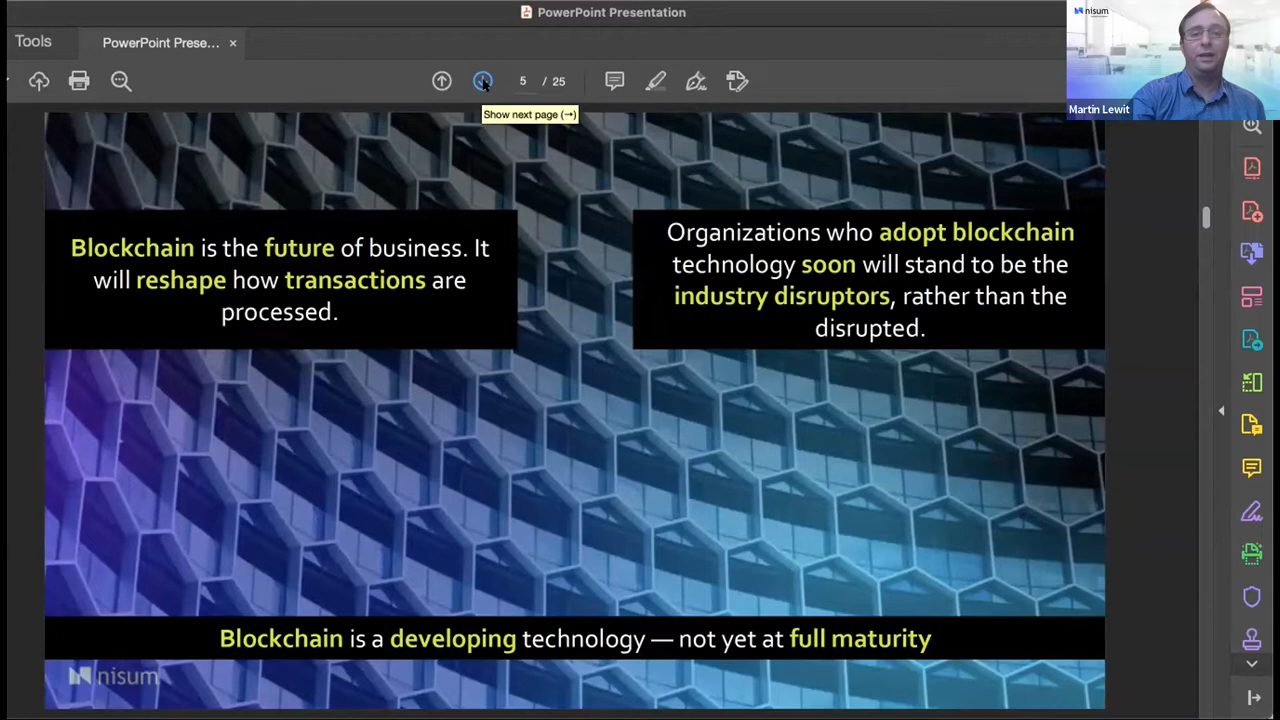 PowerPoint Presentation
Tools
PowerPoint Prese... ×
5 / 25
Show next page (→)
nisum
Martin Lewit
Blockchain is the future of business. It
will reshape how transactions are
processed.
Organizations who adopt blockchain
technology soon will stand to be the
industry disruptors, rather than the
disrupted.
Blockchain is a developing technology — not yet at full maturity
nisum